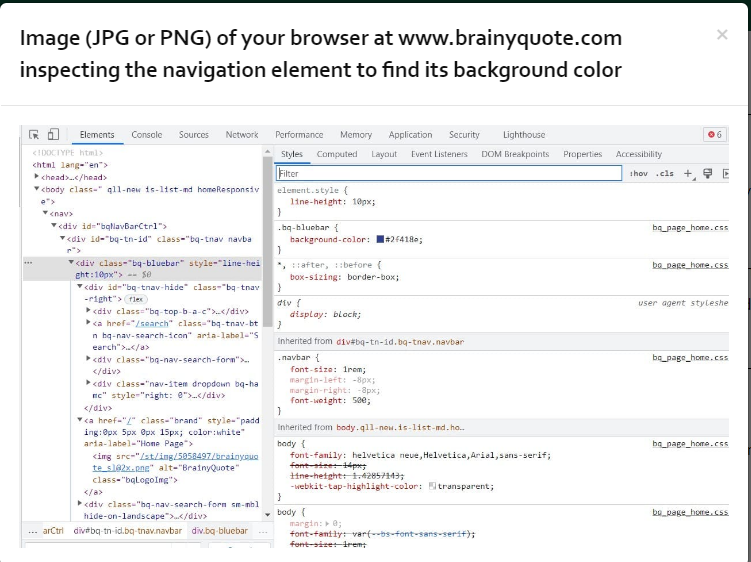 Image (JPG or PNG) of your browser at www.brainyquote.com
inspecting the navigation element to find its background color
×
Elements Console Sources Network Performance Memory Application Security Lighthouse 6
<!DOCTYPE html>
<html lang="en">
<head>…</head>
<body class=" qll-new is-list-md homeResponsiv
e">
<nav>
<div id="bqNavBarCtrl">
<div id="bq-tn-id" class="bq-tnav navba
r">
… <div class="bq-bluebar" style="line-hei
ght:10px"> == $0
<div id="bq-tnav-hide" class="bq-tnav
-right"> flex
<div class="bq-top-b-a-c">…</div>
<a href="/search" class="bq-tnav-bt
n bq-nav-search-icon" aria-label="S
earch">…</a>
<div class="bq-nav-search-form">…
</div>
<div class="nav-item dropdown bq-ha
mc" style="right: 0">…</div>
</div>
<a href="/" class="brand" style="padd
ing:0px 5px 0px 15px; color:white"
aria-label="Home Page">
<img src="/st/img/5058497/brainyquo
te_sl@2x.png" alt="BrainyQuote"
class="bqLogoImg">
</a>
<div class="bq-nav-search-form sm-mbl
hide-on-landscape">…</div>
… arCtrl div#bq-tn-id.bq-tnav.navbar div.bq-bluebar …
Styles Computed Layout Event Listeners DOM Breakpoints Properties Accessibility
Filter :hov .cls +
element.style {
line-height: 10px;
}
.bq-bluebar { bq_page_home.css
background-color: #2f418e;
}
*, ::after, ::before { bq_page_home.css
box-sizing: border-box;
}
div { user agent styleshe
display: block;
}
Inherited from div#bq-tn-id.bq-tnav.navbar
.navbar { bq_page_home.css
font-size: 1rem;
margin-left: -8px;
margin-right: -8px;
font-weight: 500;
}
Inherited from body.qll-new.is-list-md.ho…
body { bq_page_home.css
font-family: helvetica neue,Helvetica,Arial,sans-serif;
font-size: 14px;
line-height: 1.42857143;
-webkit-tap-highlight-color: transparent;
}
body { bq_page_home.css
margin: 0;
font-family: var(--bs-font-sans-serif);
font-size: 1rem;